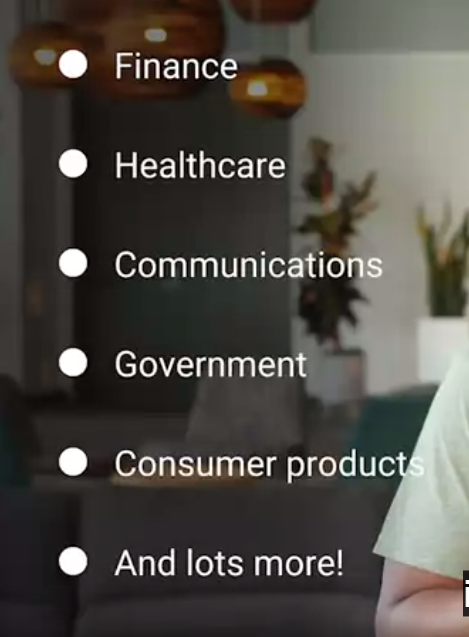 Finance
Healthcare
Communications
Government
Consumer products
And lots more!